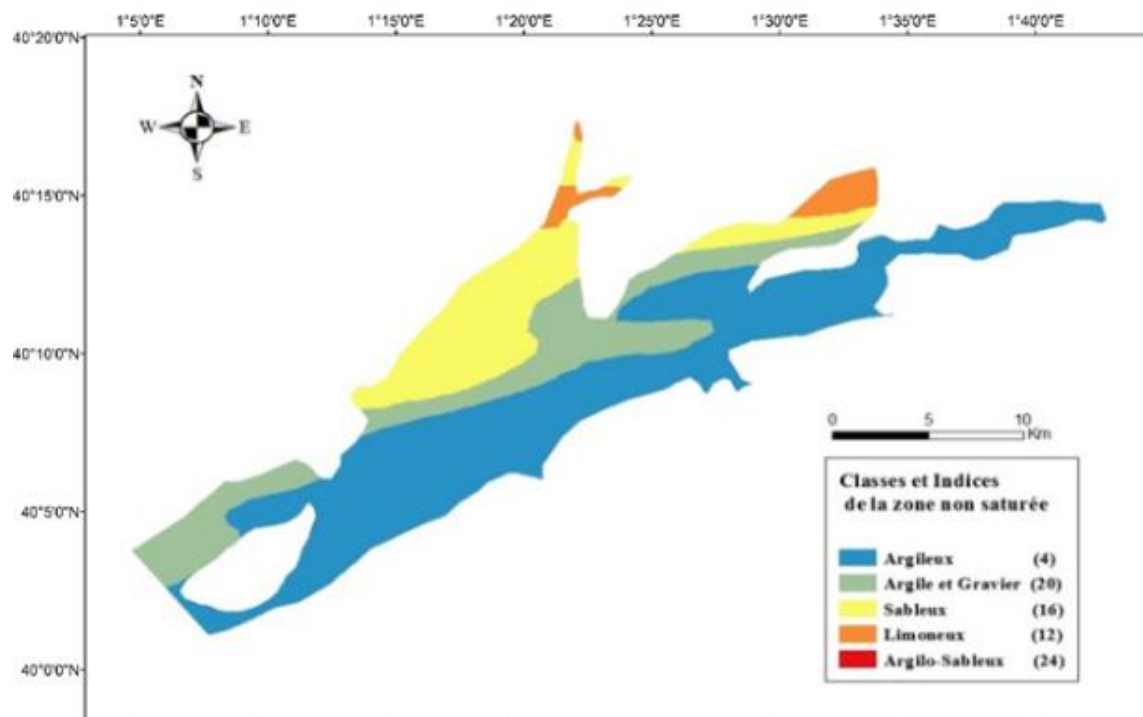 1°5'0"E 1°10'0"E 1°15'0"E 1°20'0"E 1°25'0"E 1°30'0"E 1°35'0"E 1°40'0"E
40°20'0"N
N
W E
S
40°15'0"N
40°10'0"N
0 5 10
Km
Classes et Indices
de la zone non saturée
40°5'0"N
Argileux (4)
Argile et Gravier (20)
Sableux (16)
Limoneux (12)
Argilo-Sableux (24)
40°0'0"N